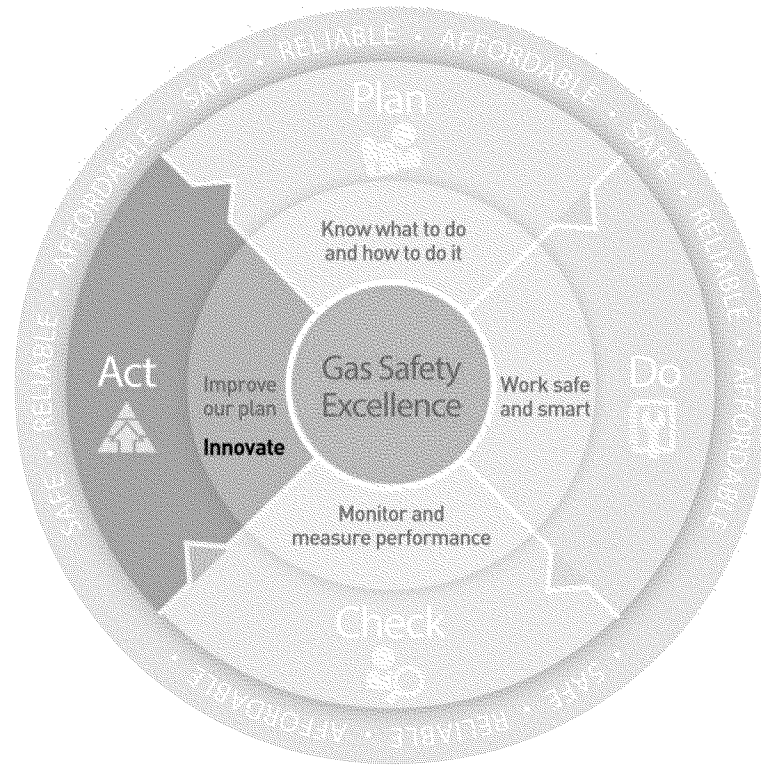 SAFE • RELIABLE • AFFORDABLE • SAFE • RELIABLE • AFFORDABLE • SAFE • RELIABLE • AFFORDABLE • SAFE • RELIABLE • AFFORDABLE •
Plan
Know what to do
and how to do it
Act
Improve
our plan
Innovate
Gas Safety
Excellence
Work safe
and smart
Do
Monitor and
measure performance
Check